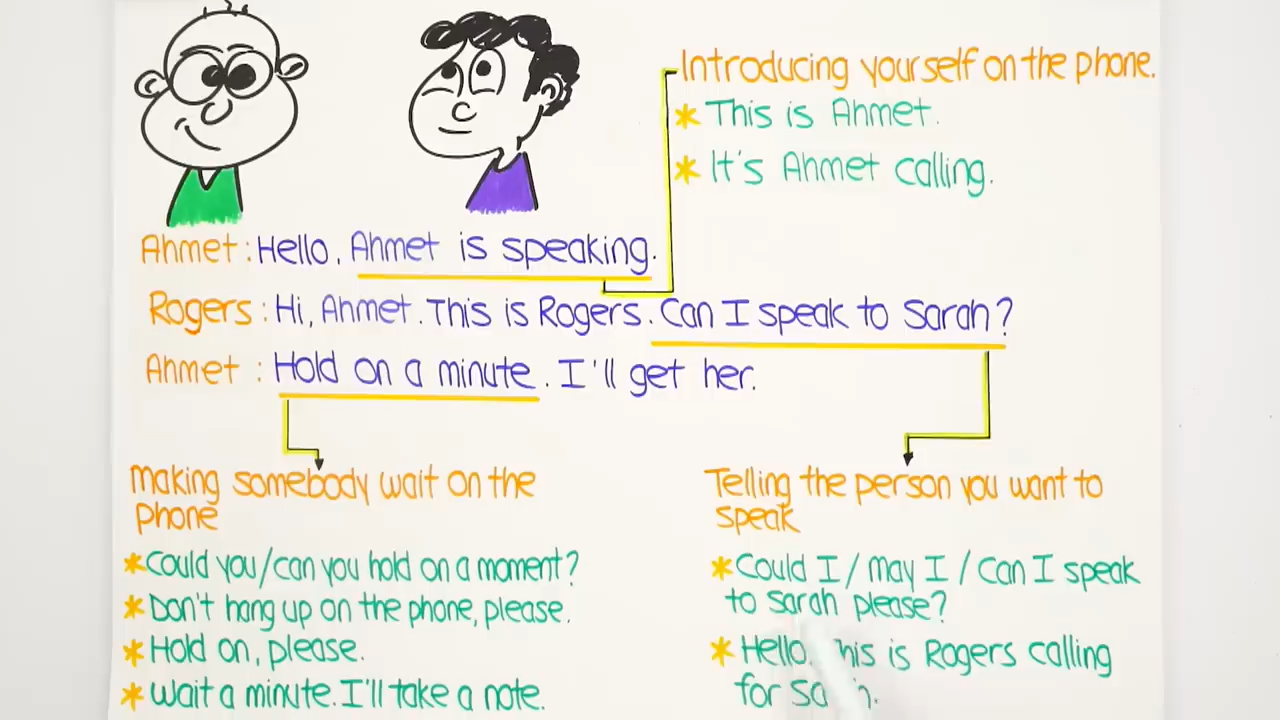 Introducing yourself on the phone.
* This is Ahmet.
* It's Ahmet calling.
Ahmet: Hello, Ahmet is speaking.
Rogers: Hi, Ahmet. This is Rogers. Can I speak to Sarah?
Ahmet: Hold on a minute. I'll get her.
making somebody wait on the
phone
* Could you/can you hold on a moment?
* Don't hang up on the phone, please.
* Hold on, please.
* Wait a minute. I'll take a note.
Telling the person you want to
speak
* Could I / may I / can I speak
to Sarah please?
* Hello. is Rogers calling
for